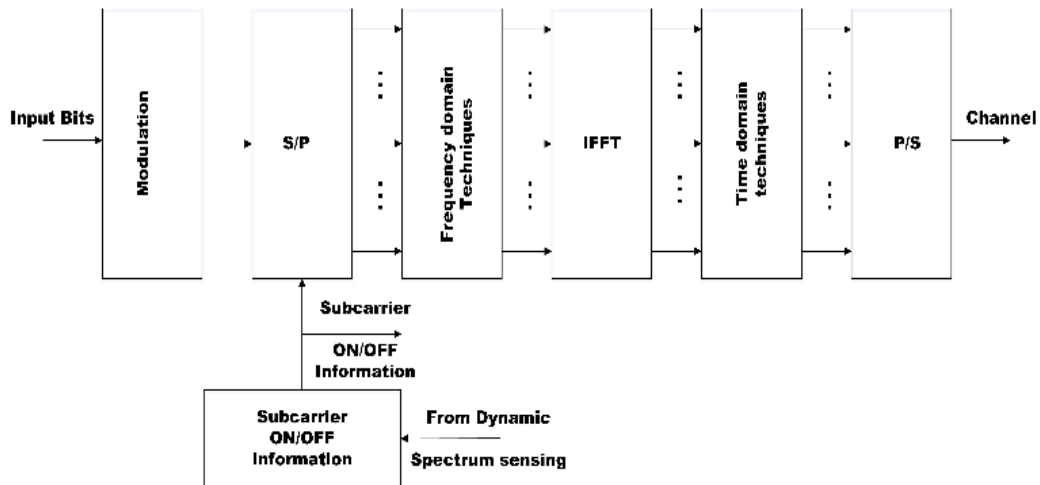 Input Bits
Modulation
S/P
Frequency domain
Techniques
IFFT
Time domain
techniques
P/S
Channel
Subcarrier
ON/OFF
Information
Subcarrier
ON/OFF
Information
From Dynamic
Spectrum sensing